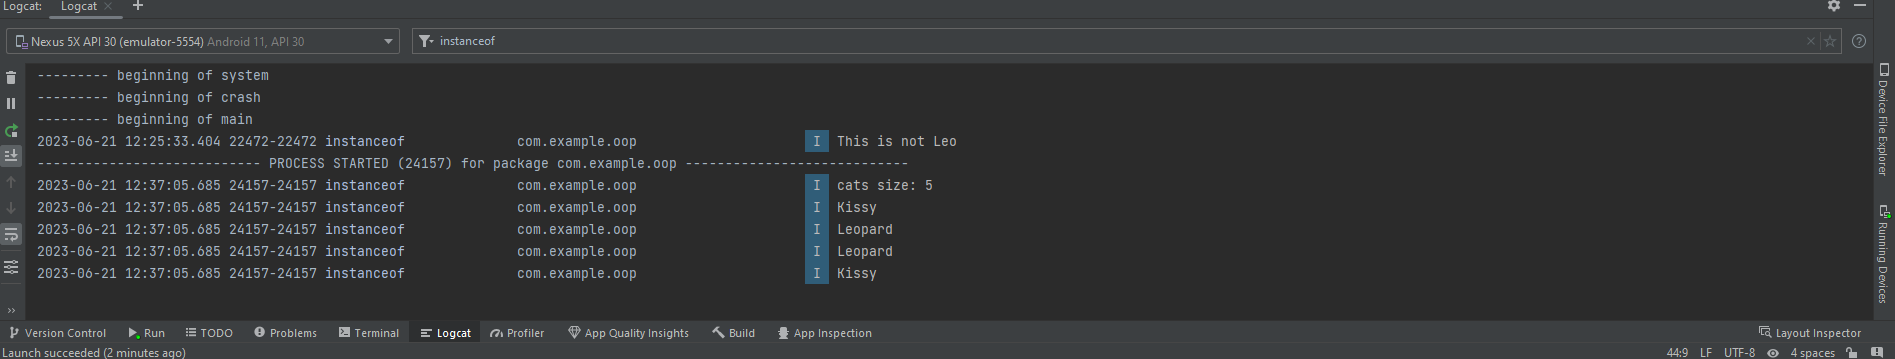 Logcat: Logcat × +
Nexus 5X API 30 (emulator-5554) Android 11, API 30 instanceof
--------- beginning of system
--------- beginning of crash
--------- beginning of main
2023-06-21 12:25:33.404 22472-22472 instanceof com.example.oop I This is not Leo
---------------------------- PROCESS STARTED (24157) for package com.example.oop ----------------------------
2023-06-21 12:37:05.685 24157-24157 instanceof com.example.oop I cats size: 5
2023-06-21 12:37:05.685 24157-24157 instanceof com.example.oop I Kissy
2023-06-21 12:37:05.685 24157-24157 instanceof com.example.oop I Leopard
2023-06-21 12:37:05.685 24157-24157 instanceof com.example.oop I Leopard
2023-06-21 12:37:05.685 24157-24157 instanceof com.example.oop I Kissy
Device File Explorer
Running Devices
Version Control Run TODO Problems Terminal Logcat Profiler App Quality Insights Build App Inspection Layout Inspector
Launch succeeded (2 minutes ago) 44:9 LF UTF-8 4 spaces